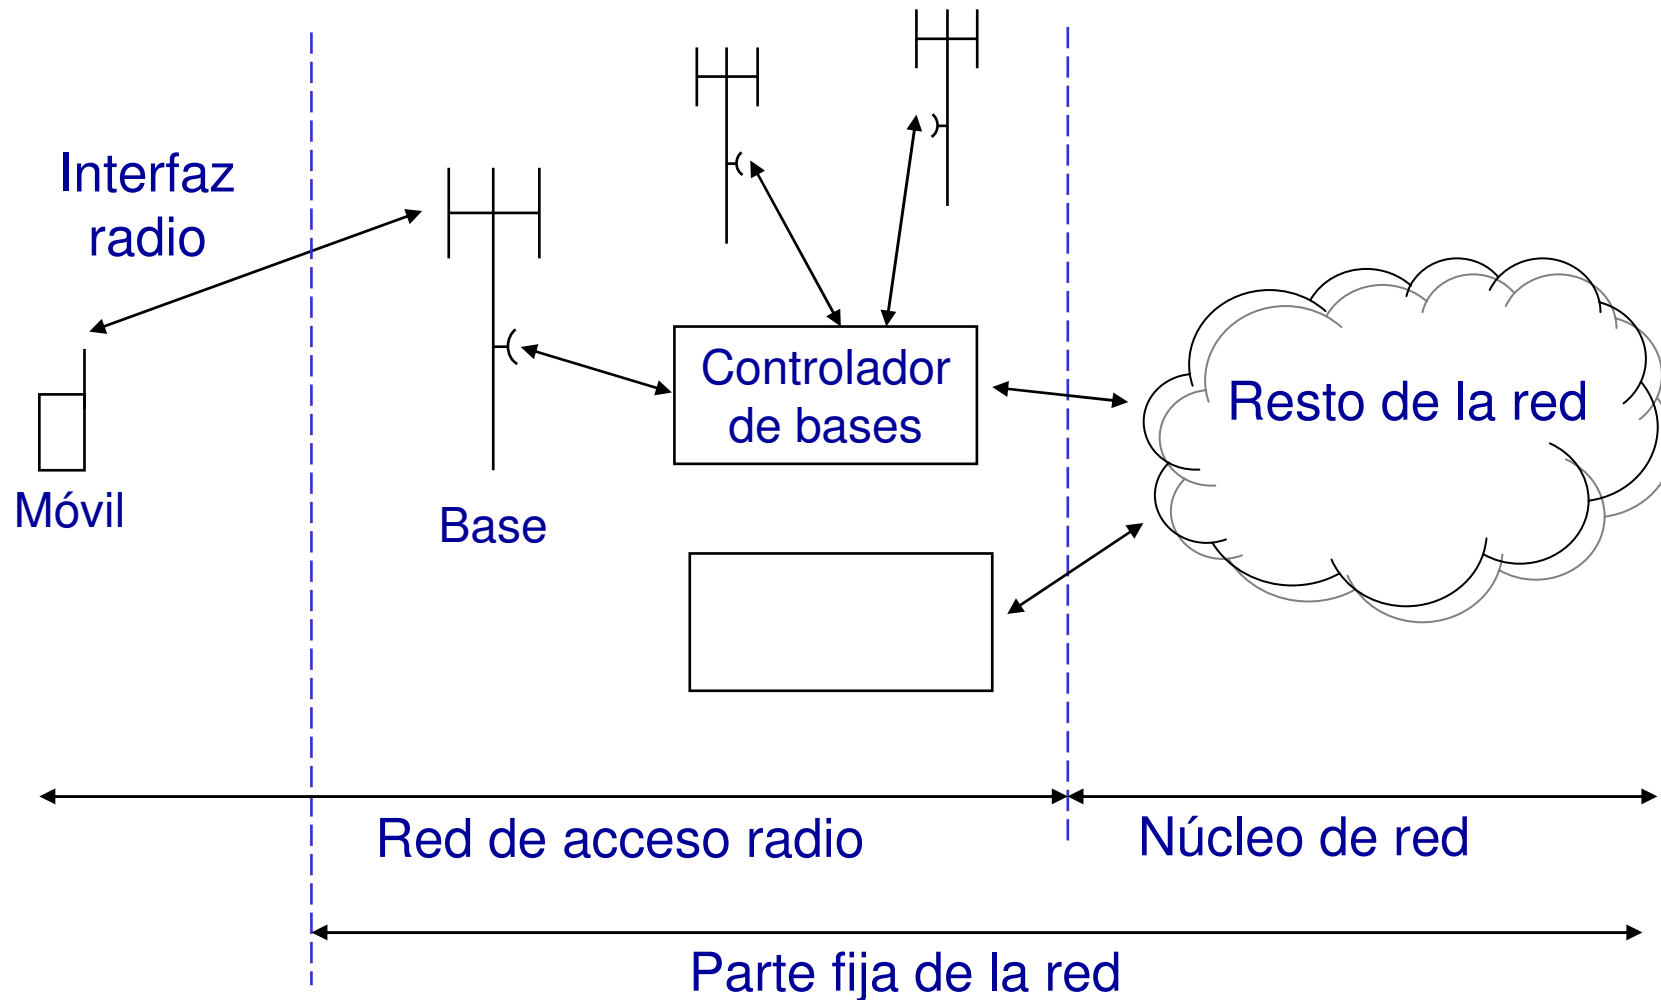 Interfaz
radio
Móvil
Base
Controlador
de bases
Resto de la red
Red de acceso radio
Núcleo de red
Parte fija de la red